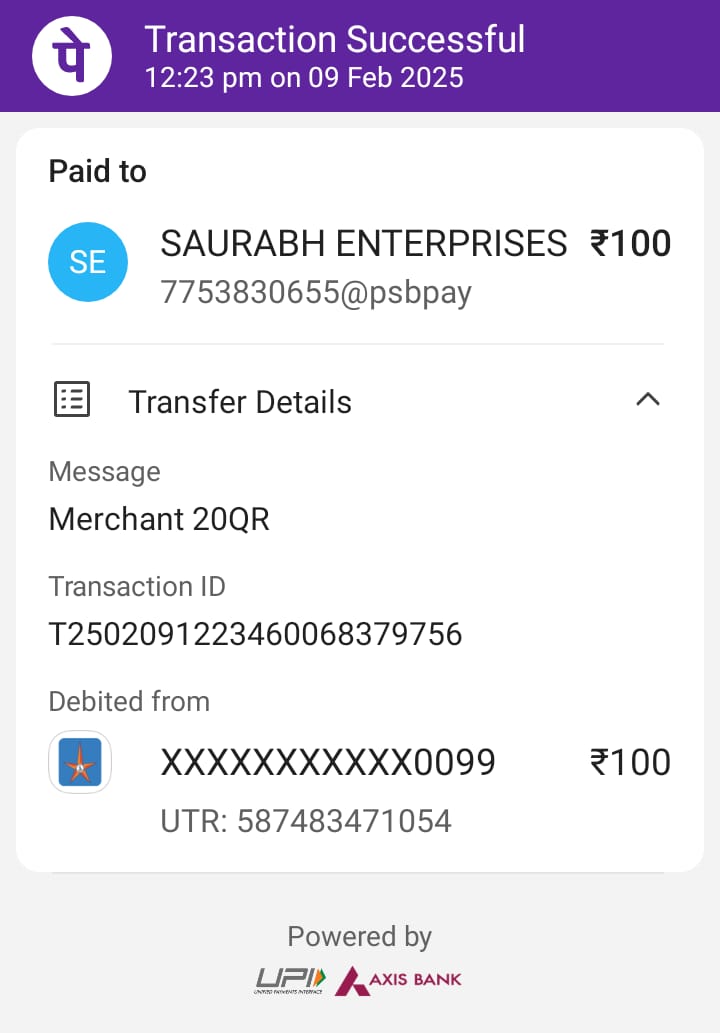 पे
Transaction Successful
12:23 pm on 09 Feb 2025
Paid to
SE
SAURABH ENTERPRISES ₹100
7753830655@psbpay
Transfer Details
Message
Merchant 20QR
Transaction ID
T2502091223460068379756
Debited from
XXXXXXXXXXX0099 ₹100
UTR: 587483471054
Powered by
UPI AXIS BANK
UNIFIED PAYMENTS INTERFACE